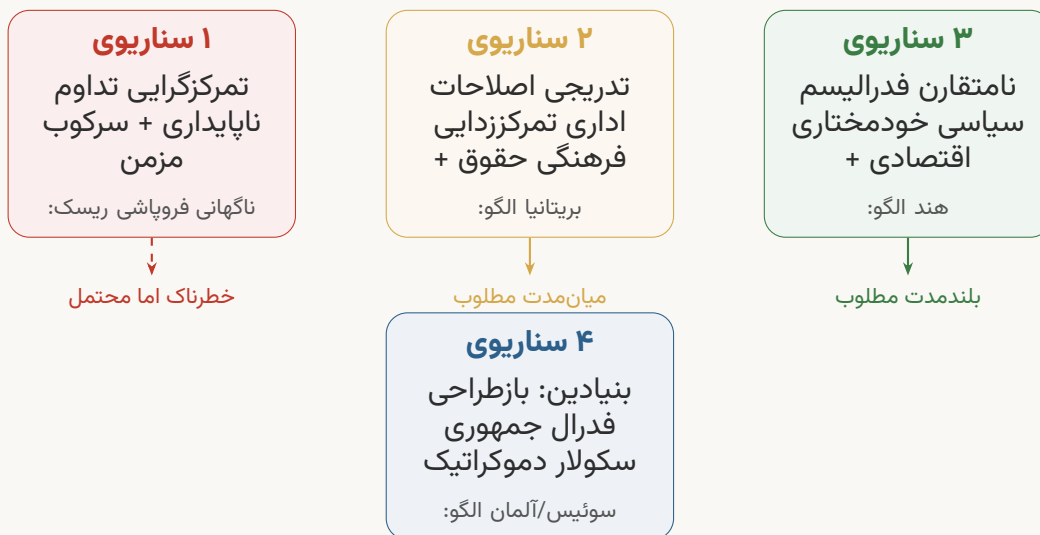 ۱ سناریوی
تمرکزگرایی تداوم
ناپایداری + سرکوب
مزمن
ناگهانی فروپاشی ریسک:
خطرناک اما محتمل
۲ سناریوی
تدریجی اصلاحات
اداری تمرکززدایی
فرهنگی حقوق +
بریتانیا الگو:
میان‌مدت مطلوب
۳ سناریوی
نامتقارن فدرالیسم
سیاسی خودمختاری
اقتصادی +
هند الگو:
بلندمدت مطلوب
۴ سناریوی
بنیادین: بازطراحی
فدرال جمهوری
سکولار دموکراتیک
سوئیس/آلمان الگو: